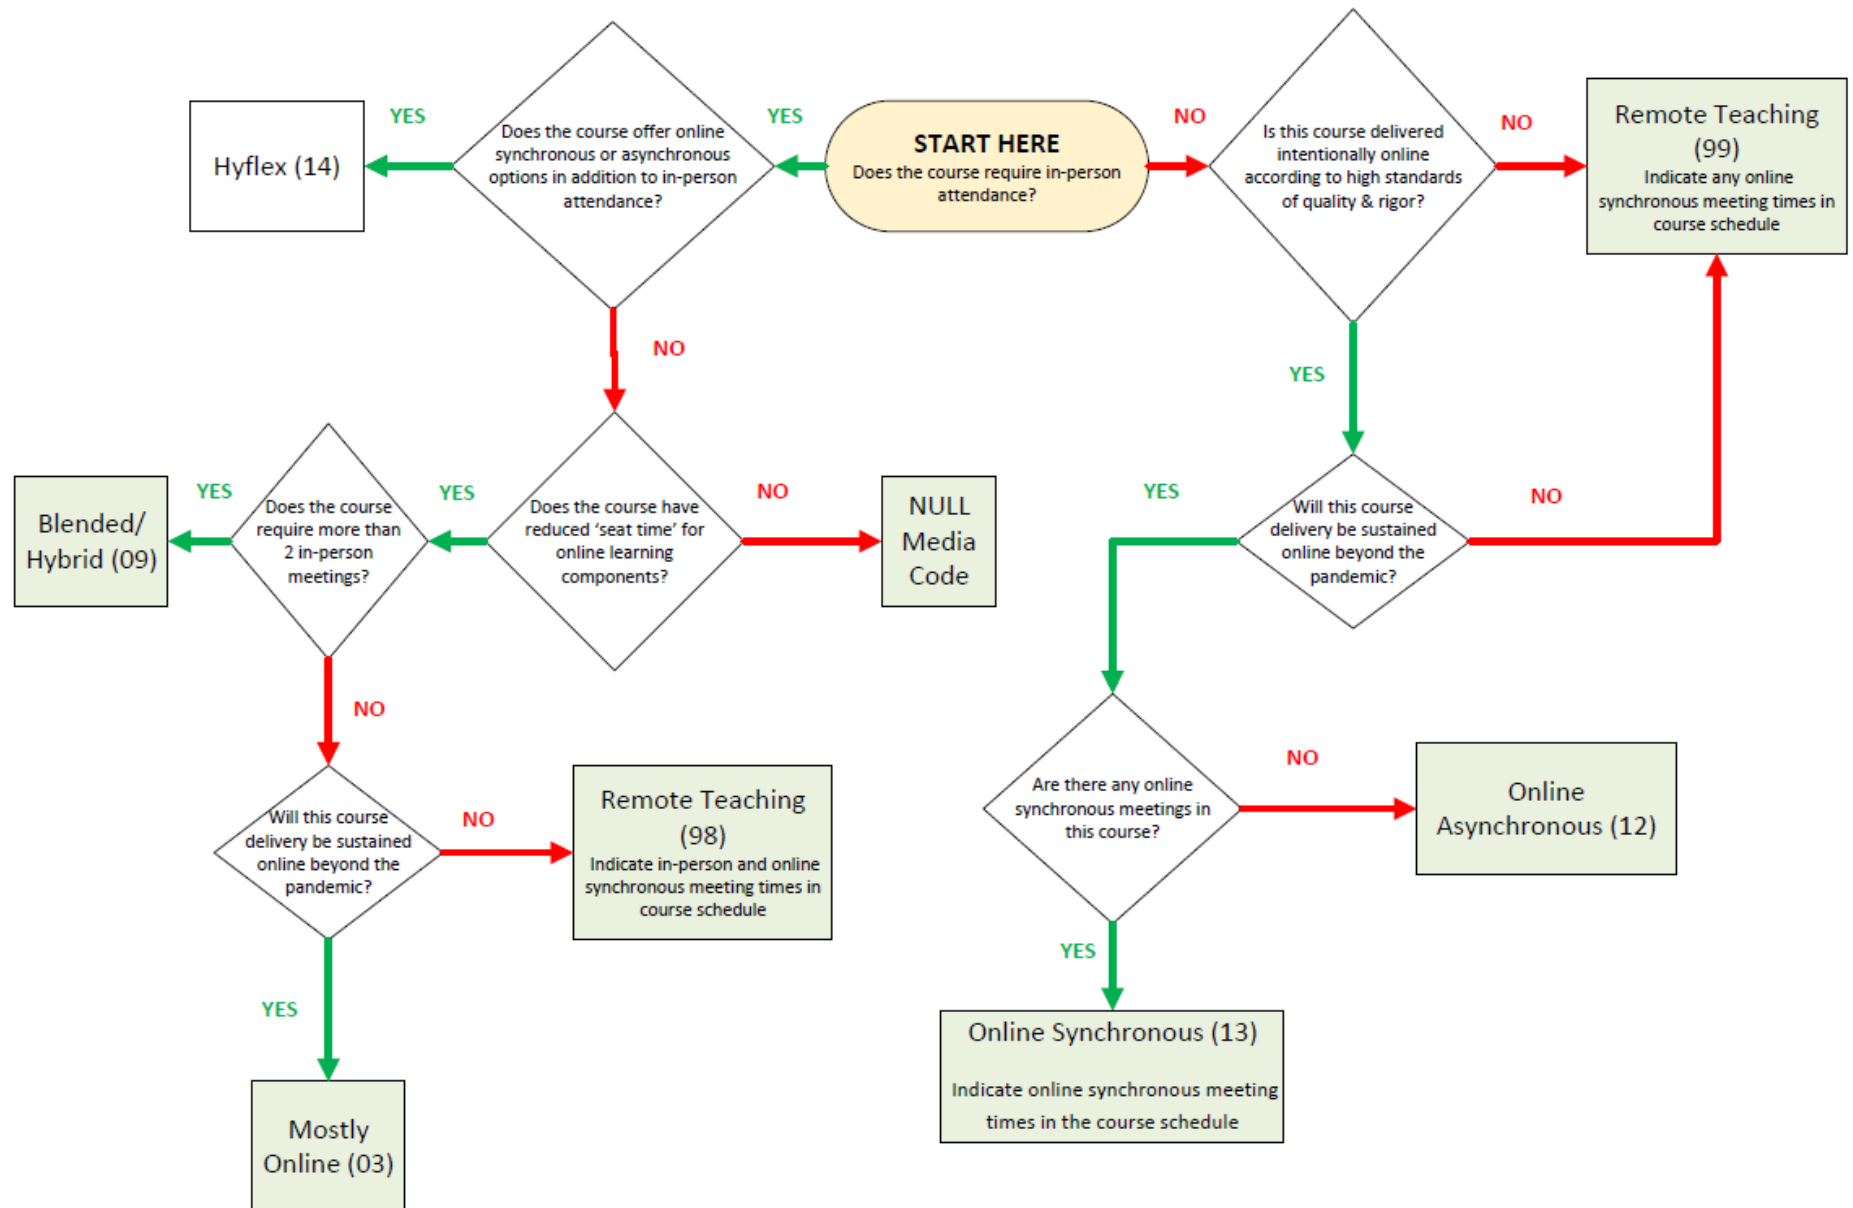 START HERE
Does the course require in-person
attendance?
YES
NO
Does the course offer online
synchronous or asynchronous
options in addition to in-person
attendance?
YES
Hyflex (14)
NO
Does the course have
reduced ‘seat time’ for
online learning
components?
NO
NULL
Media
Code
YES
Does the course
require more than
2 in-person
meetings?
YES
Blended/
Hybrid (09)
NO
Will this course
delivery be sustained
online beyond the
pandemic?
NO
Remote Teaching
(98)
Indicate in-person and online
synchronous meeting times in
course schedule
YES
Mostly
Online (03)
Is this course delivered
intentionally online
according to high standards
of quality & rigor?
NO
Remote Teaching
(99)
Indicate any online
synchronous meeting times in
course schedule
YES
Will this course
delivery be sustained
online beyond the
pandemic?
NO
YES
Are there any online
synchronous meetings in
this course?
NO
Online
Asynchronous (12)
YES
Online Synchronous (13)
Indicate online synchronous meeting
times in the course schedule